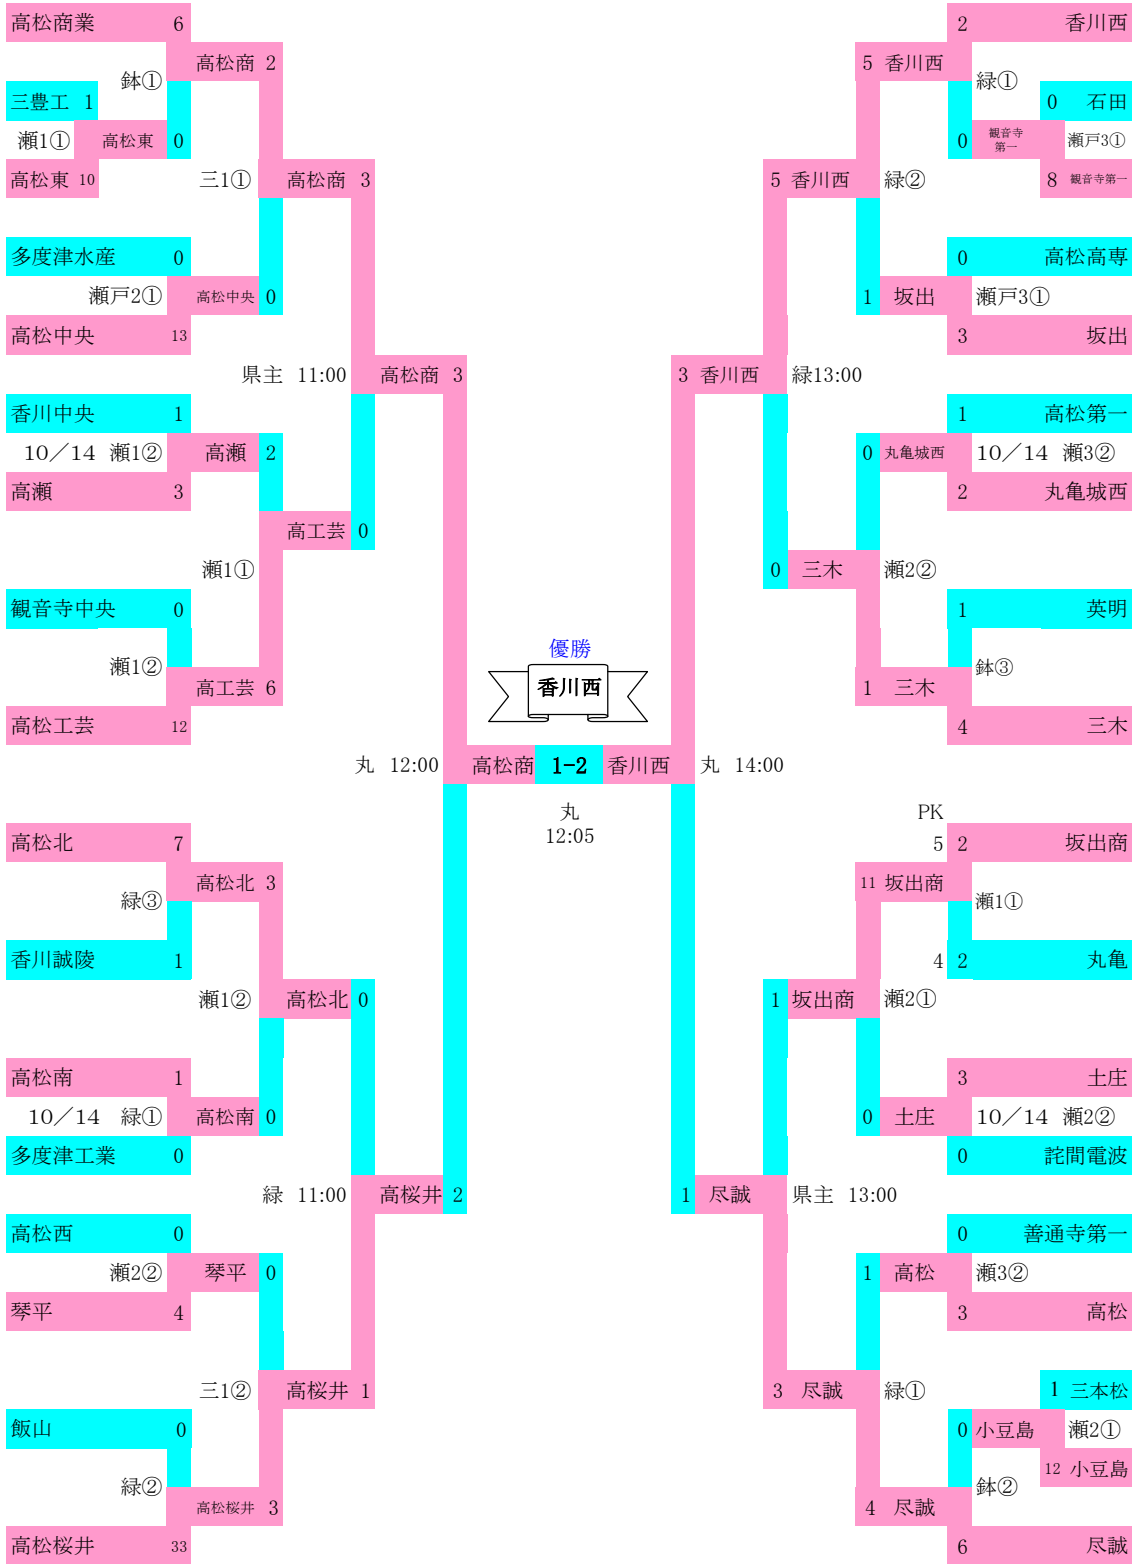 高松商業 6
高松商 2
鉢①
三豊工 1
瀬1① 高松東 0
高松東 10
三1① 高松商 3
多度津水産 0
瀬戸2① 高松中央 0
高松中央 13
県主 11:00 高松商 3
香川中央 1
10／14 瀬1② 高瀬 2
高瀬 3
高工芸 0
瀬1①
観音寺中央 0
瀬1②
高工芸 6
高松工芸 12
丸 12:00 高松商 1-2 香川西 丸 14:00
優勝
香川西
丸
12:05
高松北 7
高松北 3
緑③
香川誠陵 1
瀬1② 高松北 0
高松南 1
10／14 緑① 高松南 0
多度津工業 0
緑 11:00 高桜井 2
高松西 0
瀬2② 琴平 0
琴平 4
三1② 高桜井 1
飯山 0
緑②
高松桜井 3
高松桜井 33
2 香川西
5 香川西
緑①
0 石田
0 観音寺
第一
瀬戸3①
8 観音寺第一
5 香川西 緑②
0 高松高専
1 坂出 瀬戸3①
3 坂出
3 香川西 緑13:00
1 高松第一
0 丸亀城西 10／14 瀬3②
2 丸亀城西
0 三木 瀬2②
1 英明
鉢③
1 三木
4 三木
PK
5 2 坂出商
11 坂出商
瀬1①
4 2 丸亀
1 坂出商 瀬2①
3 土庄
0 土庄 10／14 瀬2②
0 詫間電波
1 尽誠 県主 13:00
0 善通寺第一
1 高松 瀬3②
3 高松
3 尽誠 緑①
1 三本松
0 小豆島 瀬2①
12 小豆島
鉢②
4 尽誠
6 尽誠